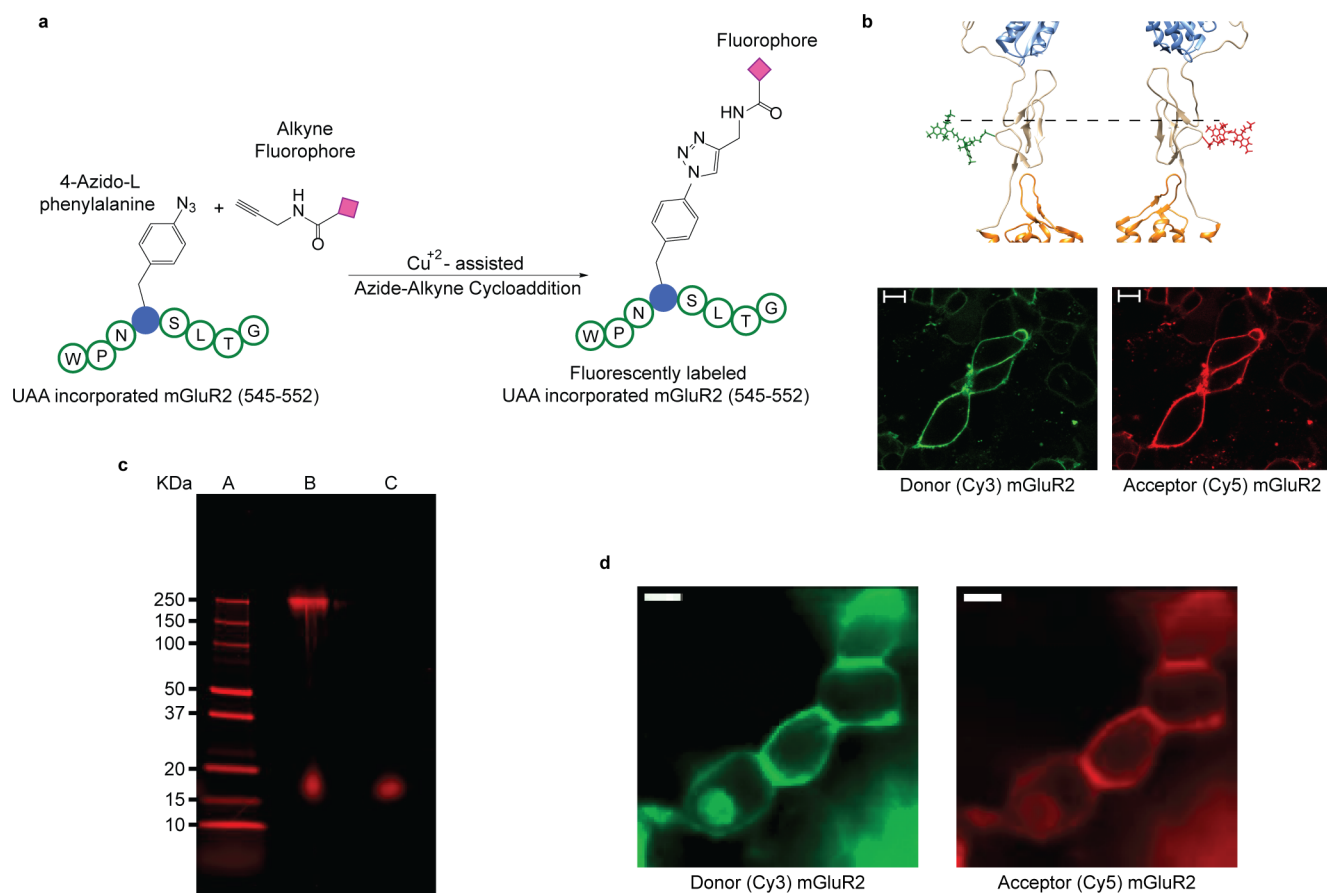 a
Fluorophore
NH
O
N
N
N
Alkyne
Fluorophore
4-Azido-L
phenylalanine
N3
+
H
N
O
Cu+2- assisted
Azide-Alkyne Cycloaddition
W P N S L T G
UAA incorporated mGluR2 (545-552)
W P N S L T G
Fluorescently labeled
UAA incorporated mGluR2 (545-552)
b
Donor (Cy3) mGluR2
Acceptor (Cy5) mGluR2
c
KDa A B C
250
150
100
50
37
20
15
10
d
Donor (Cy3) mGluR2
Acceptor (Cy5) mGluR2